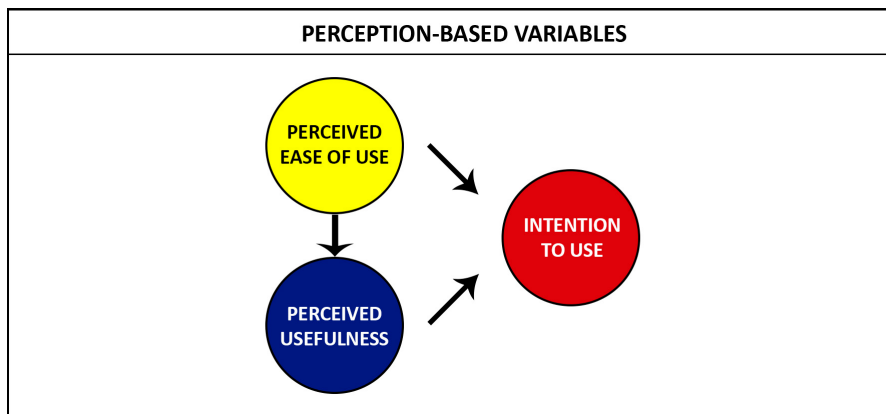 PERCEPTION-BASED VARIABLES
PERCEIVED
EASE OF USE
INTENTION
TO USE
PERCEIVED
USEFULNESS